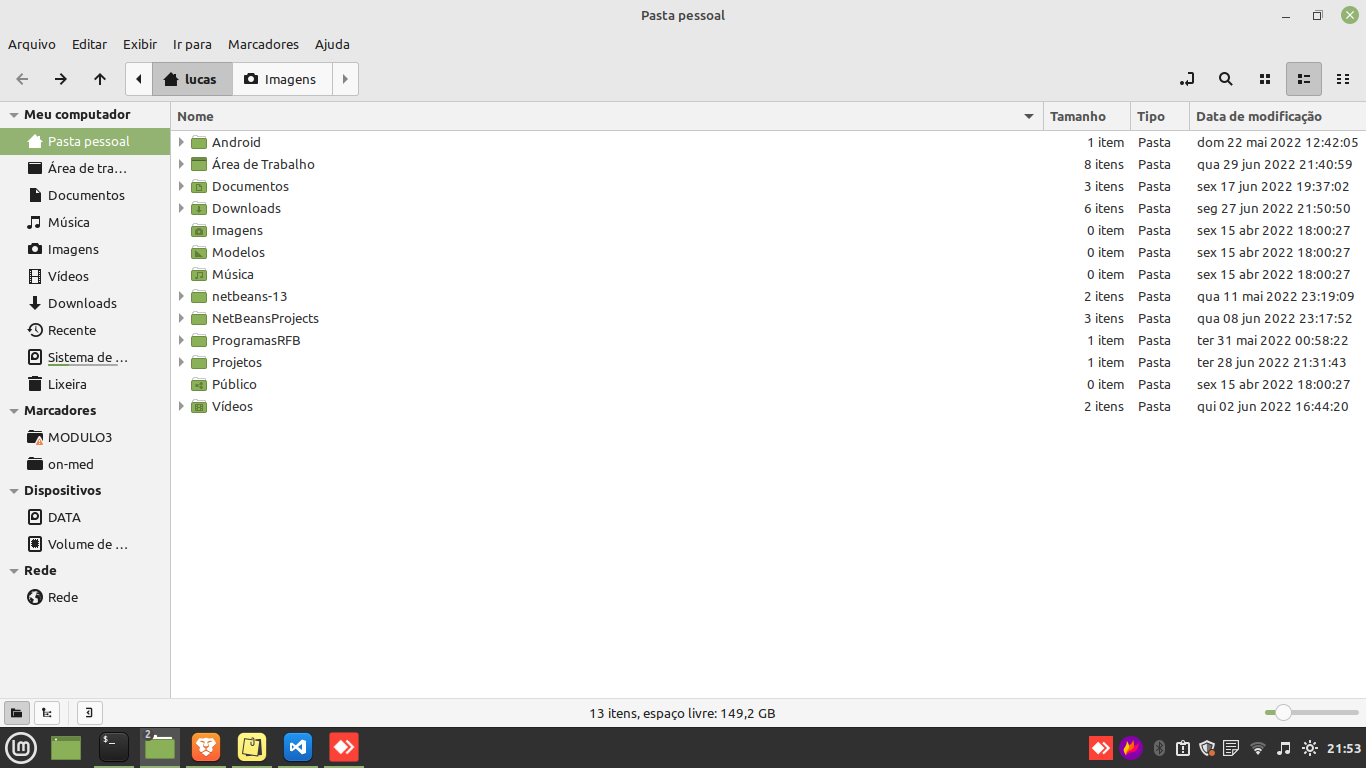 Pasta pessoal
Arquivo Editar Exibir Ir para Marcadores Ajuda
lucas Imagens
Meu computador
Pasta pessoal
Área de tra...
Documentos
Música
Imagens
Vídeos
Downloads
Recente
Sistema de ...
Lixeira
Marcadores
MODULO3
on-med
Dispositivos
DATA
Volume de ...
Rede
Rede
Nome Tamanho Tipo Data de modificação
Android 1 item Pasta dom 22 mai 2022 12:42:05
Área de Trabalho 8 itens Pasta qua 29 jun 2022 21:40:59
Documentos 3 itens Pasta sex 17 jun 2022 19:37:02
Downloads 6 itens Pasta seg 27 jun 2022 21:50:50
Imagens 0 item Pasta sex 15 abr 2022 18:00:27
Modelos 0 item Pasta sex 15 abr 2022 18:00:27
Música 0 item Pasta sex 15 abr 2022 18:00:27
netbeans-13 2 itens Pasta qua 11 mai 2022 23:19:09
NetBeansProjects 3 itens Pasta qua 08 jun 2022 23:17:52
ProgramasRFB 1 item Pasta ter 31 mai 2022 00:58:22
Projetos 1 item Pasta ter 28 jun 2022 21:31:43
Público 0 item Pasta sex 15 abr 2022 18:00:27
Vídeos 2 itens Pasta qui 02 jun 2022 16:44:20
13 itens, espaço livre: 149,2 GB
$_ 2 21:53